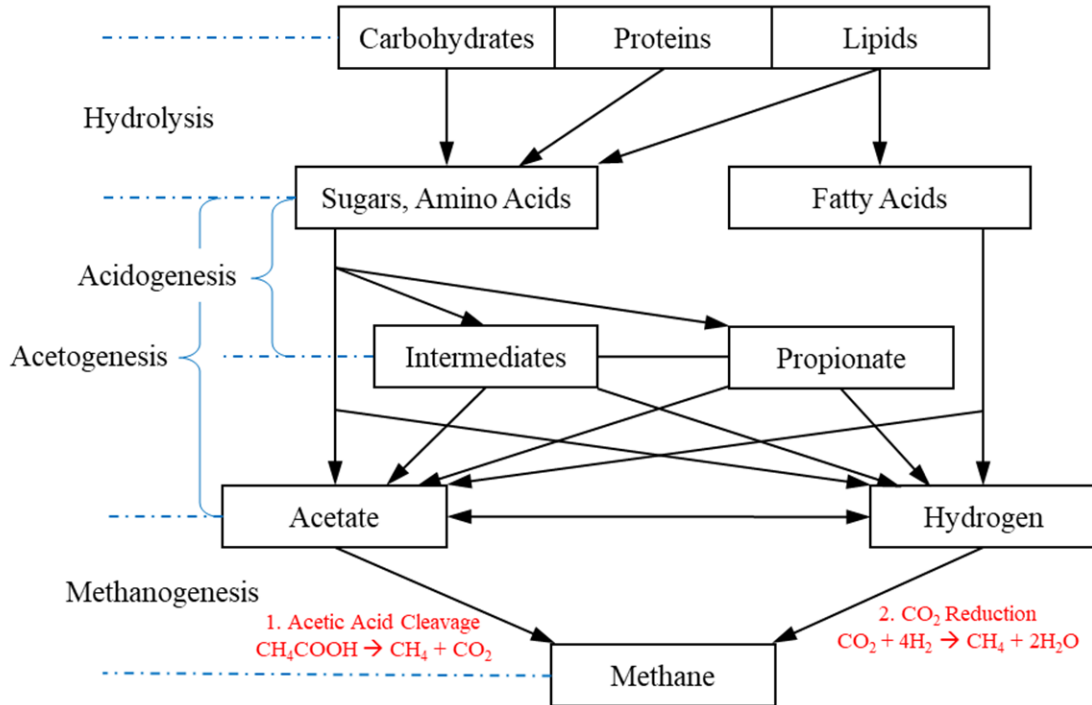 Carbohydrates
Proteins
Lipids
Hydrolysis
Sugars, Amino Acids
Fatty Acids
Acidogenesis
Acetogenesis
Intermediates
Propionate
Acetate
Hydrogen
Methanogenesis
1. Acetic Acid Cleavage
CH₄COOH → CH₄ + CO₂
2. CO₂ Reduction
CO₂ + 4H₂ → CH₄ + 2H₂O
Methane